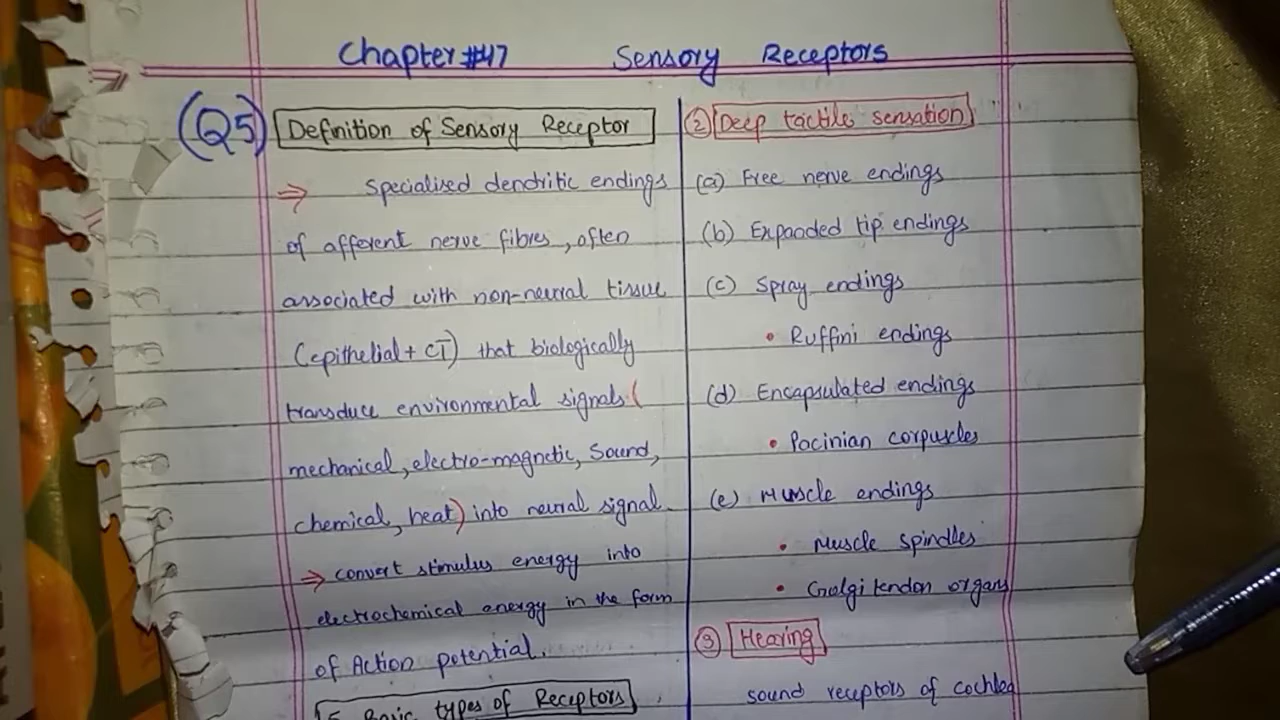 Chapter#47 Sensory Receptors
(Q5) Definition of Sensory Receptor
⇒ Specialised dendritic endings
of afferent nerve fibres, often
associated with non-neural tissue
(epithelial + CT) that biologically
transduce environmental signals (
mechanical, electro-magnetic, Sound,
chemical, heat) into neural signal.
⇒ convert stimulus energy into
electrochemical energy in the form
of Action potential.
5 Basic types of Receptors
② Deep tactile sensation
(a) Free nerve endings
(b) Expanded tip endings
(c) Spray endings
• Ruffini endings
(d) Encapsulated endings
• Pacinian corpuscles
(e) Muscle endings
• Muscle spindles
• Golgi tendon organs
③ Hearing
sound receptors of cochlea